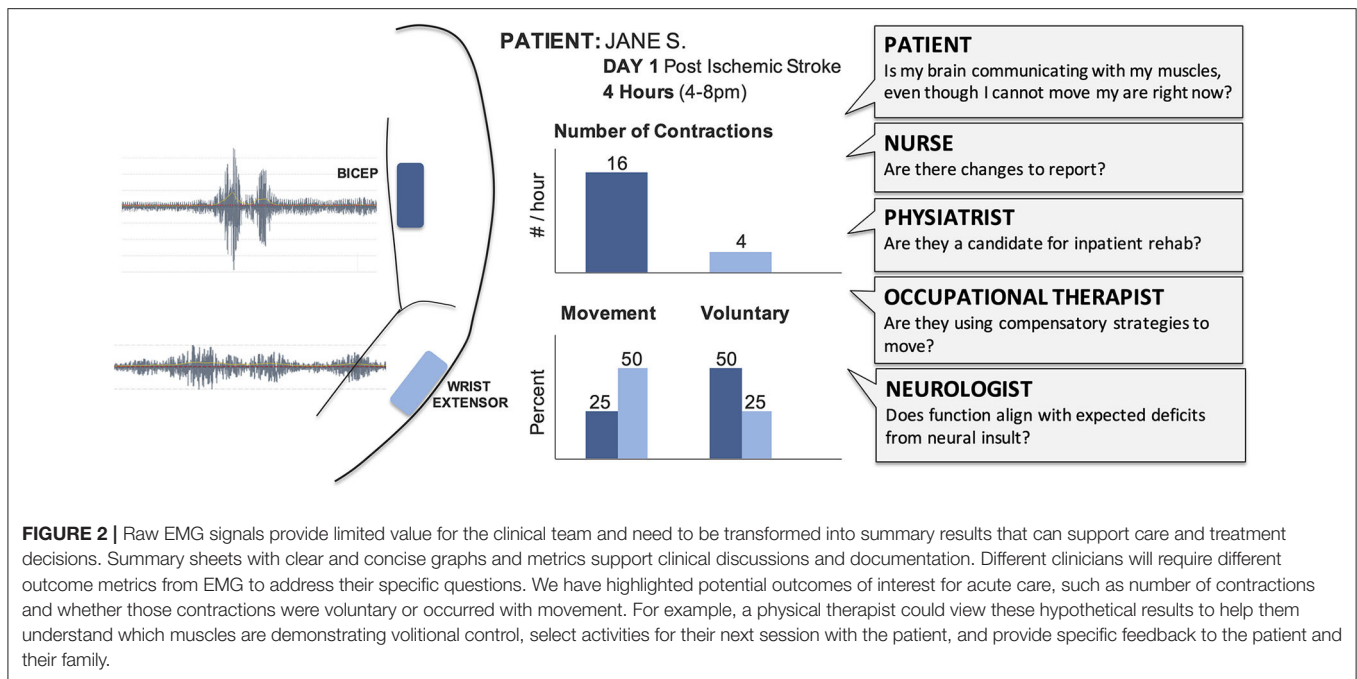 PATIENT: JANE S.
DAY 1 Post Ischemic Stroke
4 Hours (4-8pm)
BICEP
WRIST
EXTENSOR
Number of Contractions
# / hour
16
4
Movement Voluntary
Percent
25
50
50
25
PATIENT
Is my brain communicating with my muscles,
even though I cannot move my are right now?
NURSE
Are there changes to report?
PHYSIATRIST
Are they a candidate for inpatient rehab?
OCCUPATIONAL THERAPIST
Are they using compensatory strategies to
move?
NEUROLOGIST
Does function align with expected deficits
from neural insult?
FIGURE 2 | Raw EMG signals provide limited value for the clinical team and need to be transformed into summary results that can support care and treatment
decisions. Summary sheets with clear and concise graphs and metrics support clinical discussions and documentation. Different clinicians will require different
outcome metrics from EMG to address their specific questions. We have highlighted potential outcomes of interest for acute care, such as number of contractions
and whether those contractions were voluntary or occurred with movement. For example, a physical therapist could view these hypothetical results to help them
understand which muscles are demonstrating volitional control, select activities for their next session with the patient, and provide specific feedback to the patient and
their family.